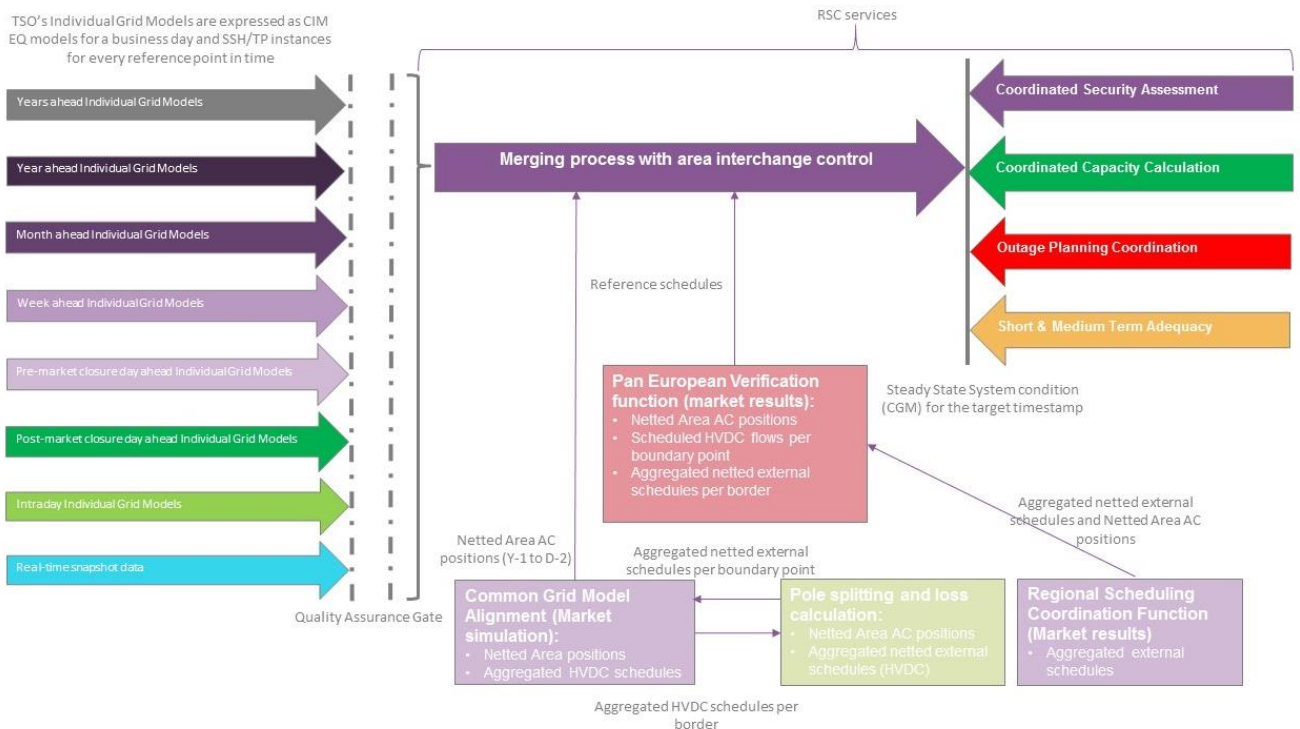 TSO's Individual Grid Models are expressed as CIM
EQ models for a business day and SSH/TP instances
for every reference point in time
RSC services
Years ahead Individual Grid Models
Year ahead Individual Grid Models
Month ahead Individual Grid Models
Week ahead Individual Grid Models
Pre-market closure day ahead Individual Grid Models
Post-market closure day ahead Individual Grid Models
Intraday Individual Grid Models
Real-time snapshot data
Quality Assurance Gate
Merging process with area interchange control
Coordinated Security Assessment
Coordinated Capacity Calculation
Outage Planning Coordination
Short & Medium Term Adequacy
Reference schedules
Steady State System condition
(CGM) for the target timestamp
Pan European Verification
function (market results):
• Netted Area AC positions
• Scheduled HVDC flows per
boundary point
• Aggregated netted external
schedules per border
Aggregated netted external
schedules and Netted Area AC
positions
Netted Area AC
positions (Y-1 to D-2)
Aggregated netted external
schedules per boundary point
Common Grid Model
Alignment (Market
simulation):
• Netted Area positions
• Aggregated HVDC schedules
Pole splitting and loss
calculation:
• Netted Area AC positions
• Aggregated netted external
schedules (HVDC)
Regional Scheduling
Coordination Function
(Market results)
• Aggregated external
schedules
Aggregated HVDC schedules per
border